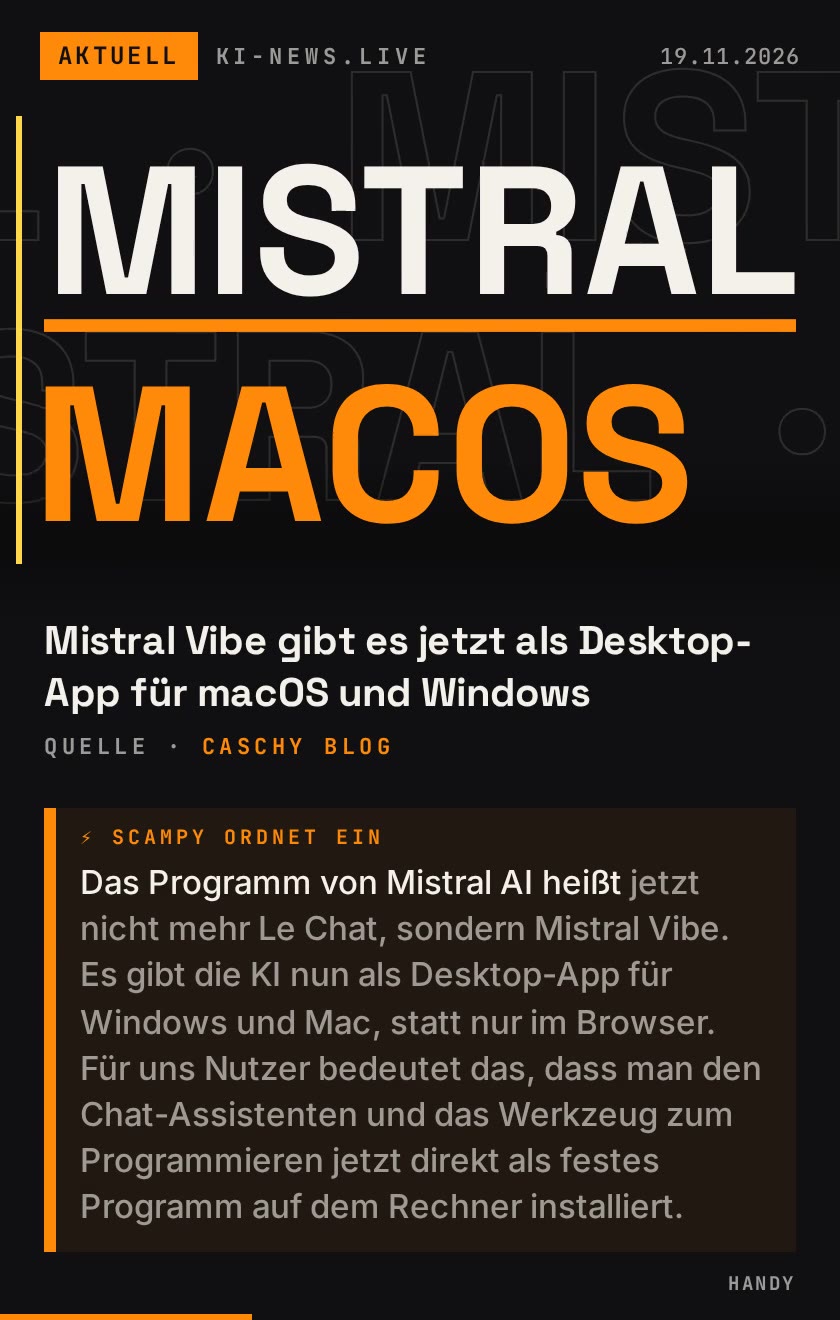 AKTUELL KI-NEWS.LIVE 19.11.2026
MIST
MISTRAL
STRAL
MACOS
Mistral Vibe gibt es jetzt als Desktop-
App für macOS und Windows
QUELLE · CASCHY BLOG
⚡ SCAMPY ORDNET EIN
Das Programm von Mistral AI heißt jetzt
nicht mehr Le Chat, sondern Mistral Vibe.
Es gibt die KI nun als Desktop-App für
Windows und Mac, statt nur im Browser.
Für uns Nutzer bedeutet das, dass man den
Chat-Assistenten und das Werkzeug zum
Programmieren jetzt direkt als festes
Programm auf dem Rechner installiert.
HANDY